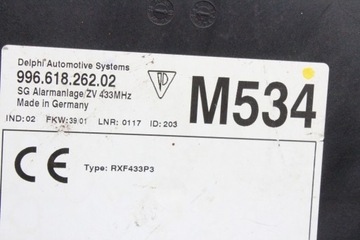 Delphi Automotive Systems
996.618.262.02
SG Alarmanlage/ZV 433MHz
Made in Germany
M534
IND: 02 FKW: 39 01 LNR: 0117 ID: 203
CE Type: RXF433P3